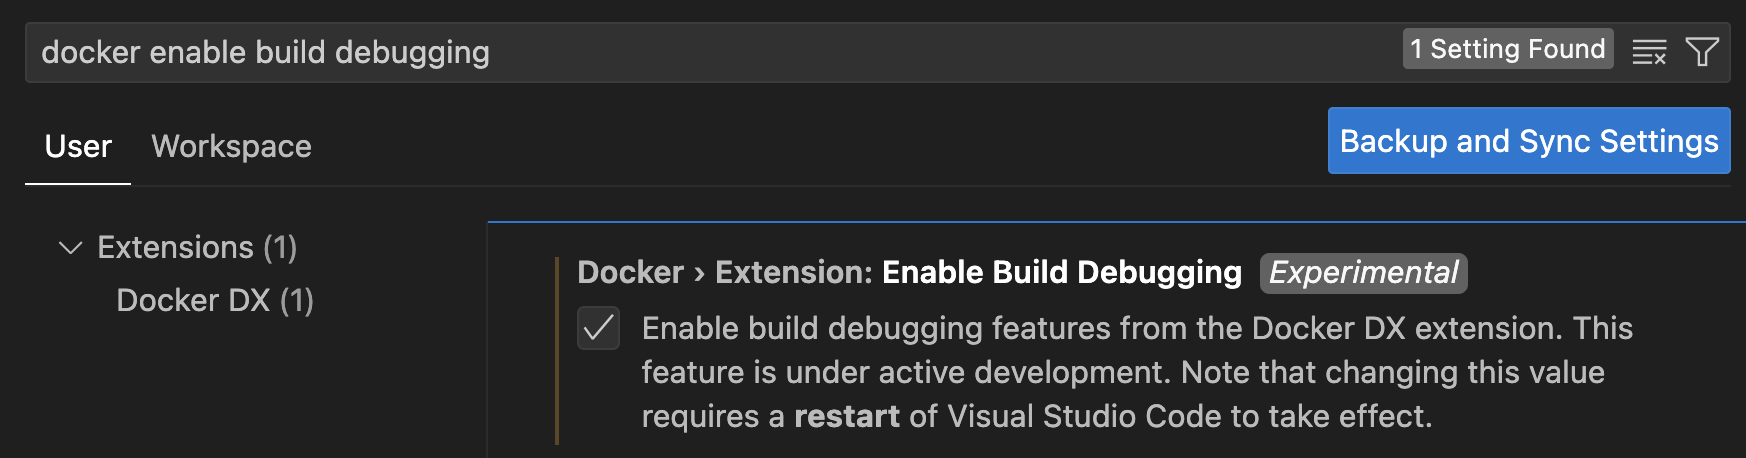 docker enable build debugging
1 Setting Found
User
Workspace
Backup and Sync Settings
Extensions (1)
Docker DX (1)
Docker › Extension: Enable Build Debugging
Experimental
Enable build debugging features from the Docker DX extension. This
feature is under active development. Note that changing this value
requires a restart of Visual Studio Code to take effect.